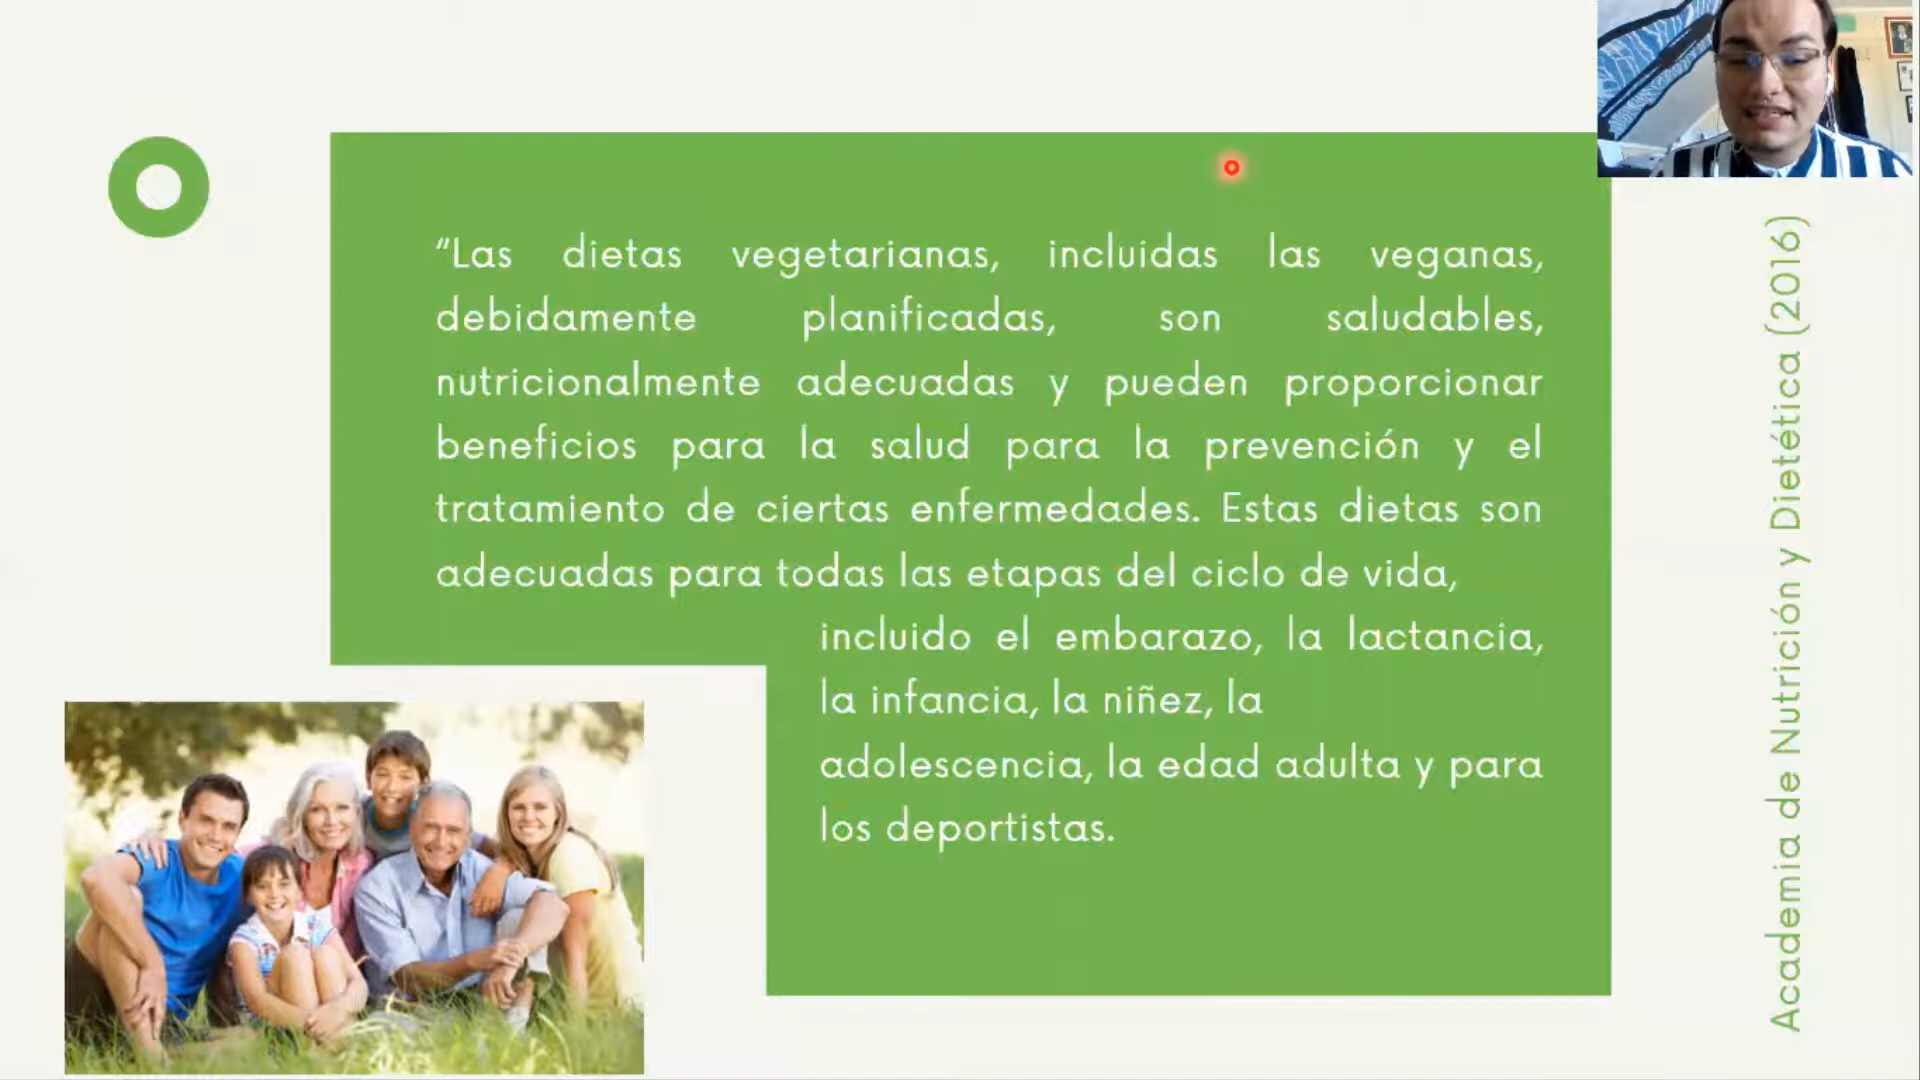 “Las dietas vegetarianas, incluidas las veganas,
debidamente planificadas, son saludables,
nutricionalmente adecuadas y pueden proporcionar
beneficios para la salud para la prevención y el
tratamiento de ciertas enfermedades. Estas dietas son
adecuadas para todas las etapas del ciclo de vida,
incluido el embarazo, la lactancia,
la infancia, la niñez, la
adolescencia, la edad adulta y para
los deportistas.
Academia de Nutrición y Dietética (2016)